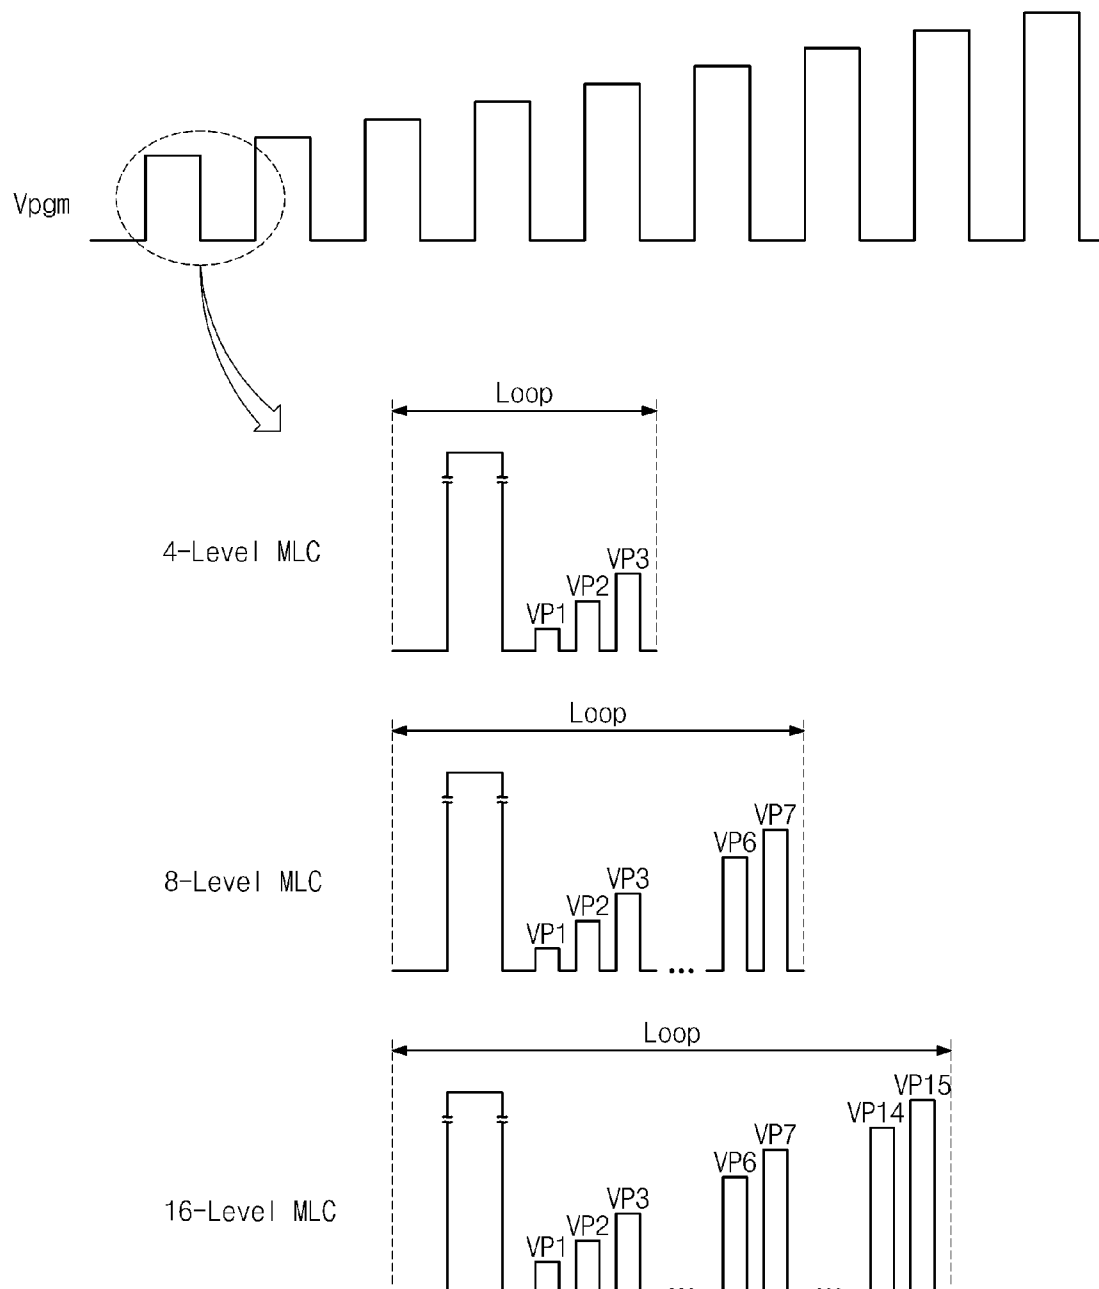 Vpgm
Loop
4-Level MLC
VP1
VP2
VP3
Loop
8-Level MLC
VP1
VP2
VP3
...
VP6
VP7
Loop
16-Level MLC
VP1
VP2
VP3
...
VP6
VP7
...
VP14
VP15